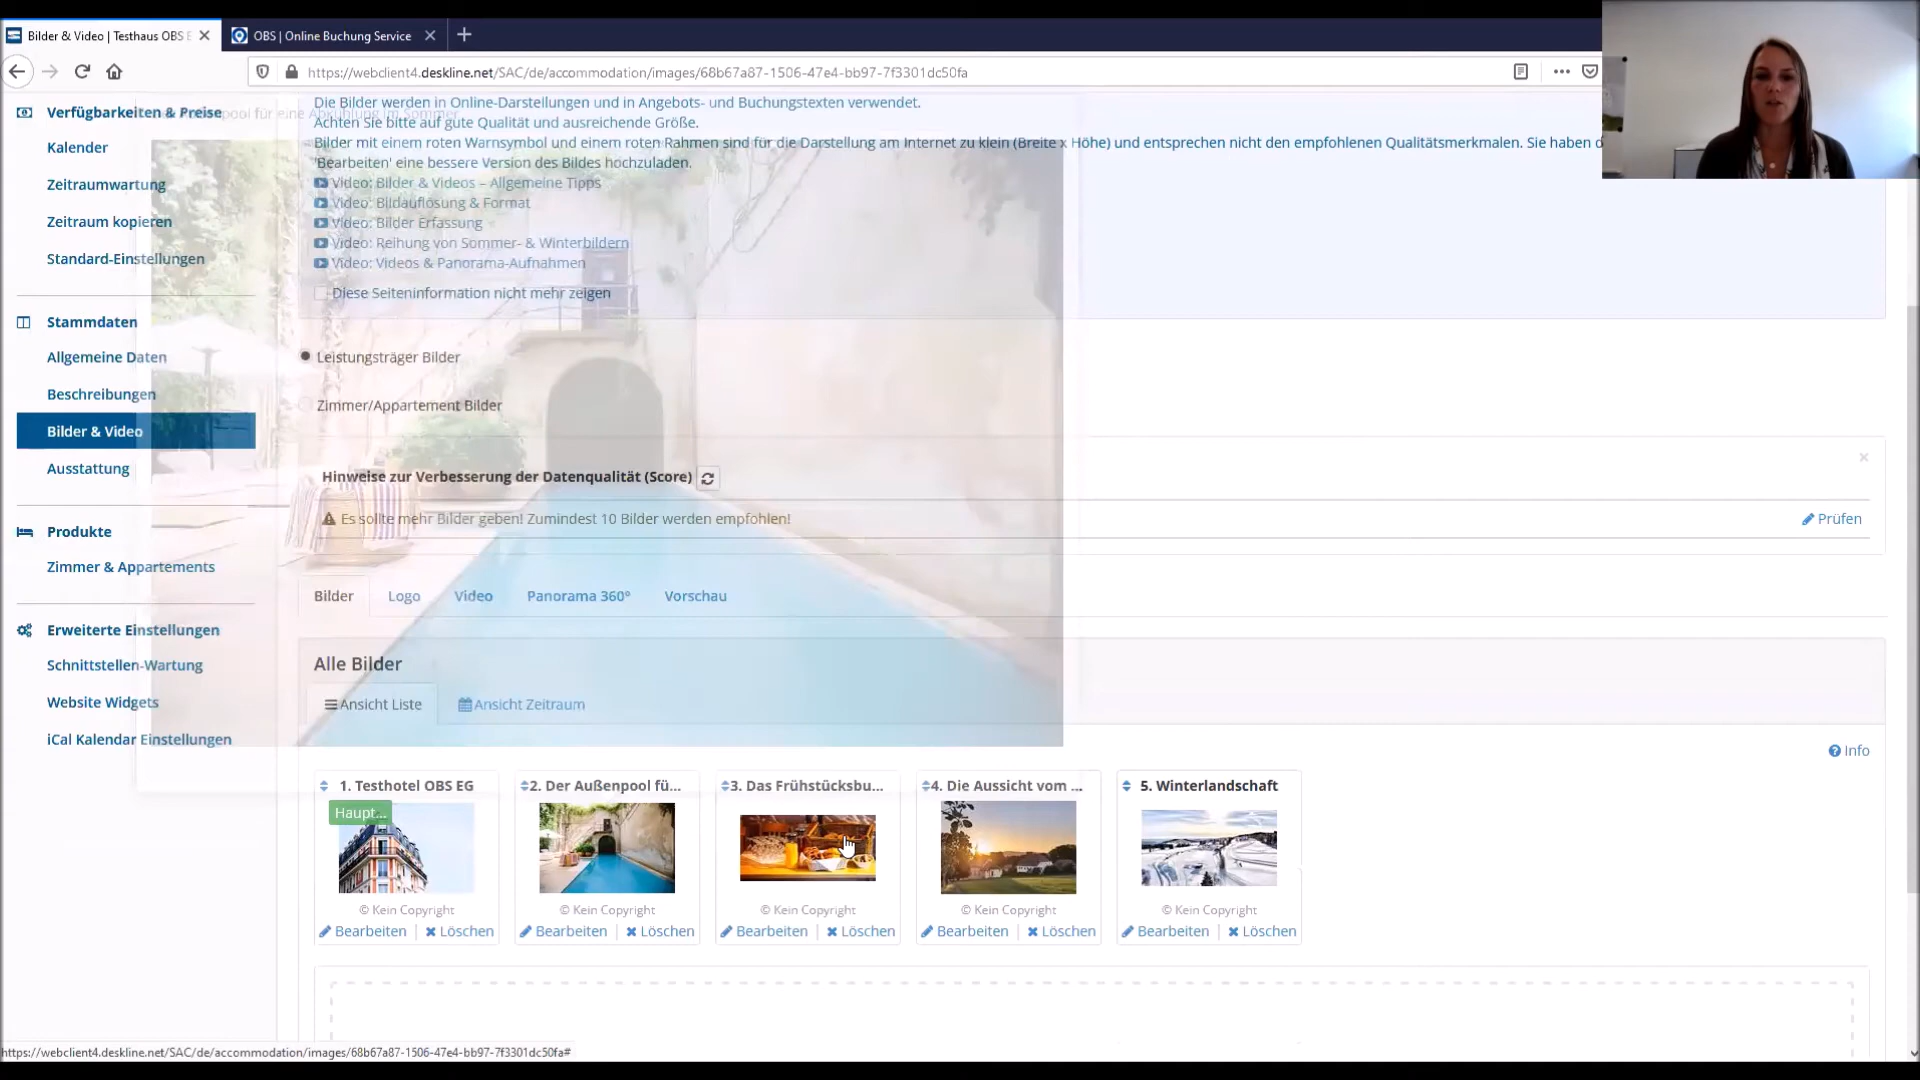 Bilder & Video | Testhaus OBS E
OBS | Online Buchung Service
https://webclient4.deskline.net/SAC/de/accommodation/images/68b67a87-1506-47e4-bb97-7f3301dc50fa
Verfügbarkeiten & Preise
Kalender
Zeitraumwartung
Zeitraum kopieren
Standard-Einstellungen
Stammdaten
Allgemeine Daten
Beschreibungen
Bilder & Video
Ausstattung
Produkte
Zimmer & Appartements
Erweiterte Einstellungen
Schnittstellen-Wartung
Website Widgets
iCal Kalender Einstellungen
pool für eine Abkühlung im Sommer
Die Bilder werden in Online-Darstellungen und in Angebots- und Buchungstexten verwendet.
Achten Sie bitte auf gute Qualität und ausreichende Größe.
Bilder mit einem roten Warnsymbol und einem roten Rahmen sind für die Darstellung am Internet zu klein (Breite x Höhe) und entsprechen nicht den empfohlenen Qualitätsmerkmalen. Sie haben d
'Bearbeiten' eine bessere Version des Bildes hochzuladen.
Video: Bilder & Videos – Allgemeine Tipps
Video: Bildauflösung & Format
Video: Bilder Erfassung
Video: Reihung von Sommer- & Winterbildern
Video: Videos & Panorama-Aufnahmen
Diese Seiteninformation nicht mehr zeigen
Leistungsträger Bilder
Zimmer/Appartement Bilder
Hinweise zur Verbesserung der Datenqualität (Score)
Es sollte mehr Bilder geben! Zumindest 10 Bilder werden empfohlen!
Prüfen
Bilder Logo Video Panorama 360° Vorschau
Alle Bilder
Ansicht Liste Ansicht Zeitraum
Info
1. Testhotel OBS EG
Haupt...
© Kein Copyright
Bearbeiten | Löschen
2. Der Außenpool fü...
© Kein Copyright
Bearbeiten | Löschen
3. Das Frühstücksbu...
© Kein Copyright
Bearbeiten | Löschen
4. Die Aussicht vom ...
© Kein Copyright
Bearbeiten | Löschen
5. Winterlandschaft
© Kein Copyright
Bearbeiten | Löschen
https://webclient4.deskline.net/SAC/de/accommodation/images/68b67a87-1506-47e4-bb97-7f3301dc50fa#